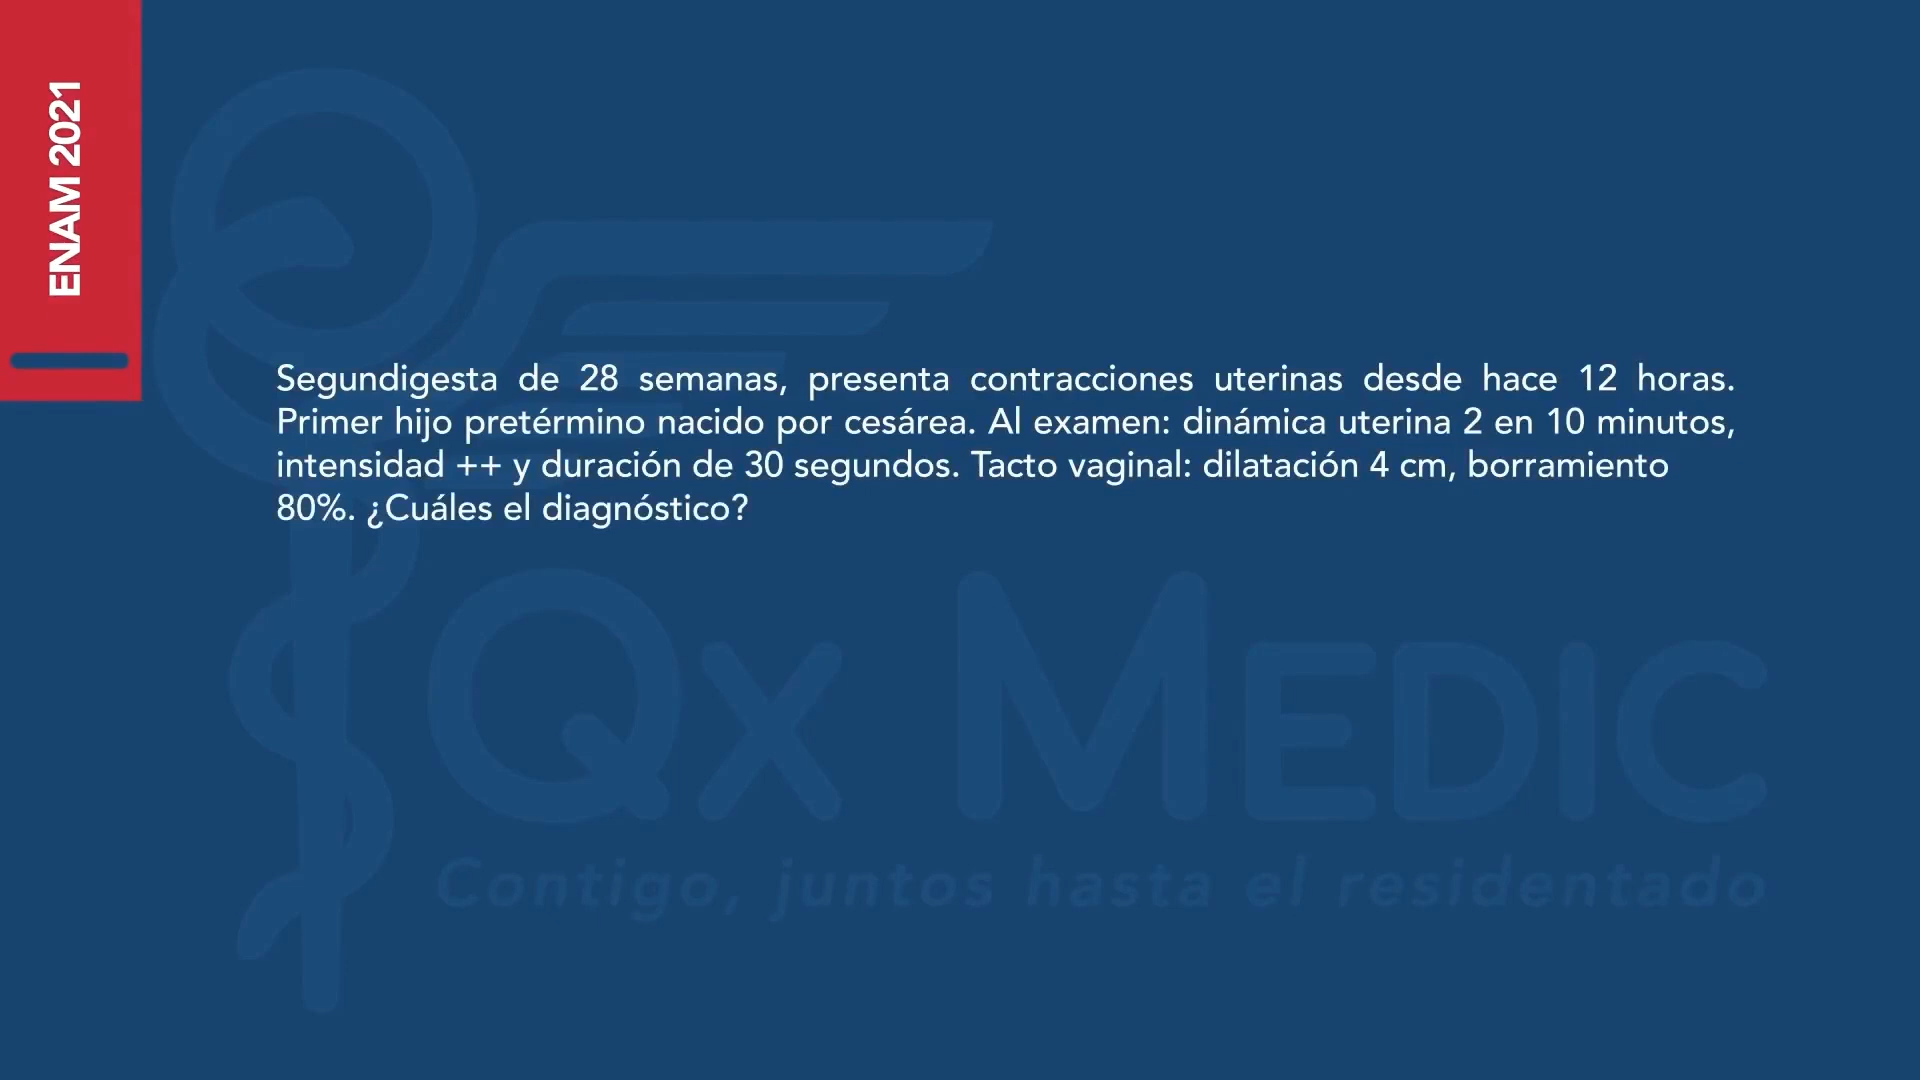 ENAM 2021
Segundigesta de 28 semanas, presenta contracciones uterinas desde hace 12 horas.
Primer hijo pretérmino nacido por cesárea. Al examen: dinámica uterina 2 en 10 minutos,
intensidad ++ y duración de 30 segundos. Tacto vaginal: dilatación 4 cm, borramiento
80%. ¿Cuáles el diagnóstico?
Qx MEDIC
Contigo, juntos hasta el residentado